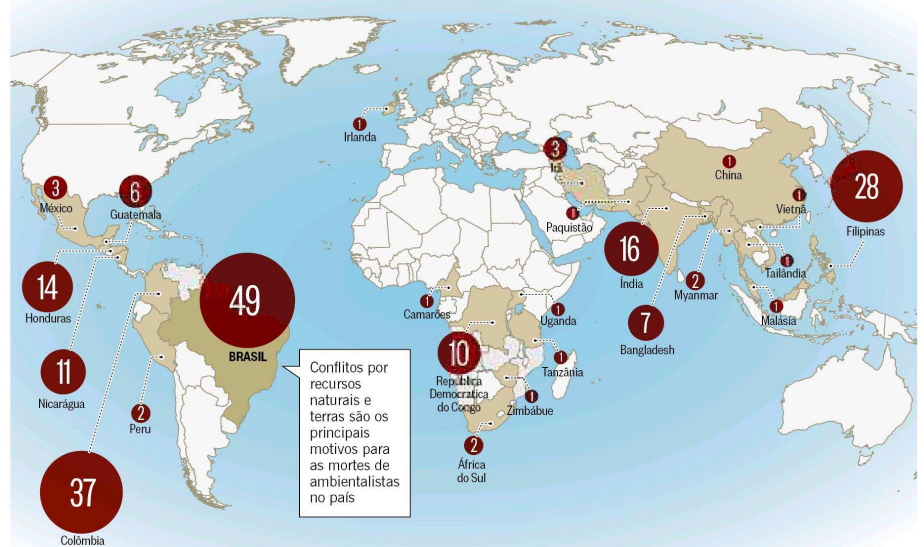 1
Irlanda
3
Irã
1
China
3
México
6
Guatemala
1
Vietnã
28
Filipinas
1
Paquistão
16
Índia
14
Honduras
49
BRASIL
1
Camarões
1
Uganda
2
Myanmar
1
Tailândia
1
Malásia
7
Bangladesh
11
Nicarágua
10
República
Democrática
do Congo
1
Tanzânia
1
Zimbábue
2
Peru
2
África
do Sul
37
Colômbia
Conflitos por
recursos
naturais e
terras são os
principais
motivos para
as mortes de
ambientalistas
no país